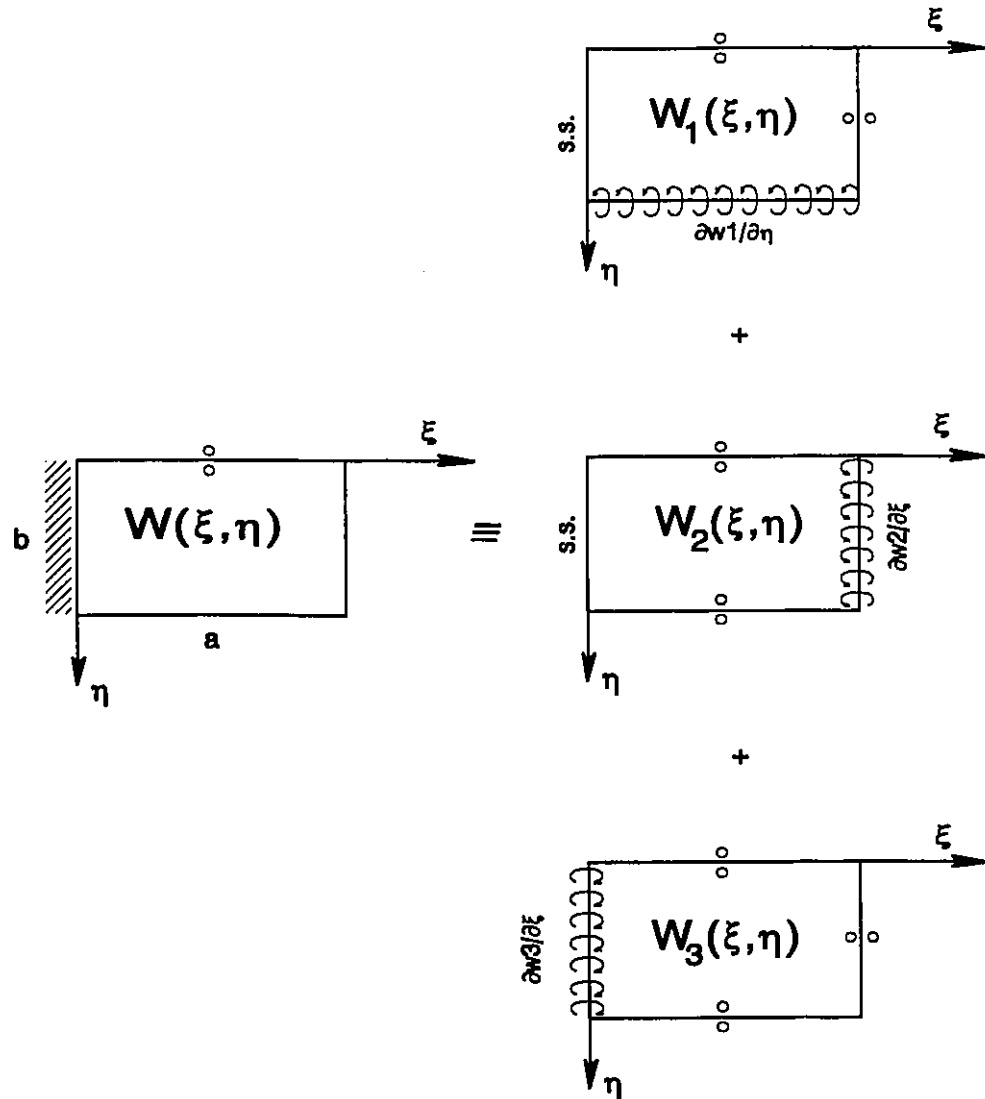 ξ
s.s.
W₁(ξ,η)
∂w1/∂η
η
+
ξ
b
W(ξ,η)
a
η
≡
ξ
s.s.
W₂(ξ,η)
∂w2/∂ξ
η
+
ξ
∂w3/∂ξ
W₃(ξ,η)
η